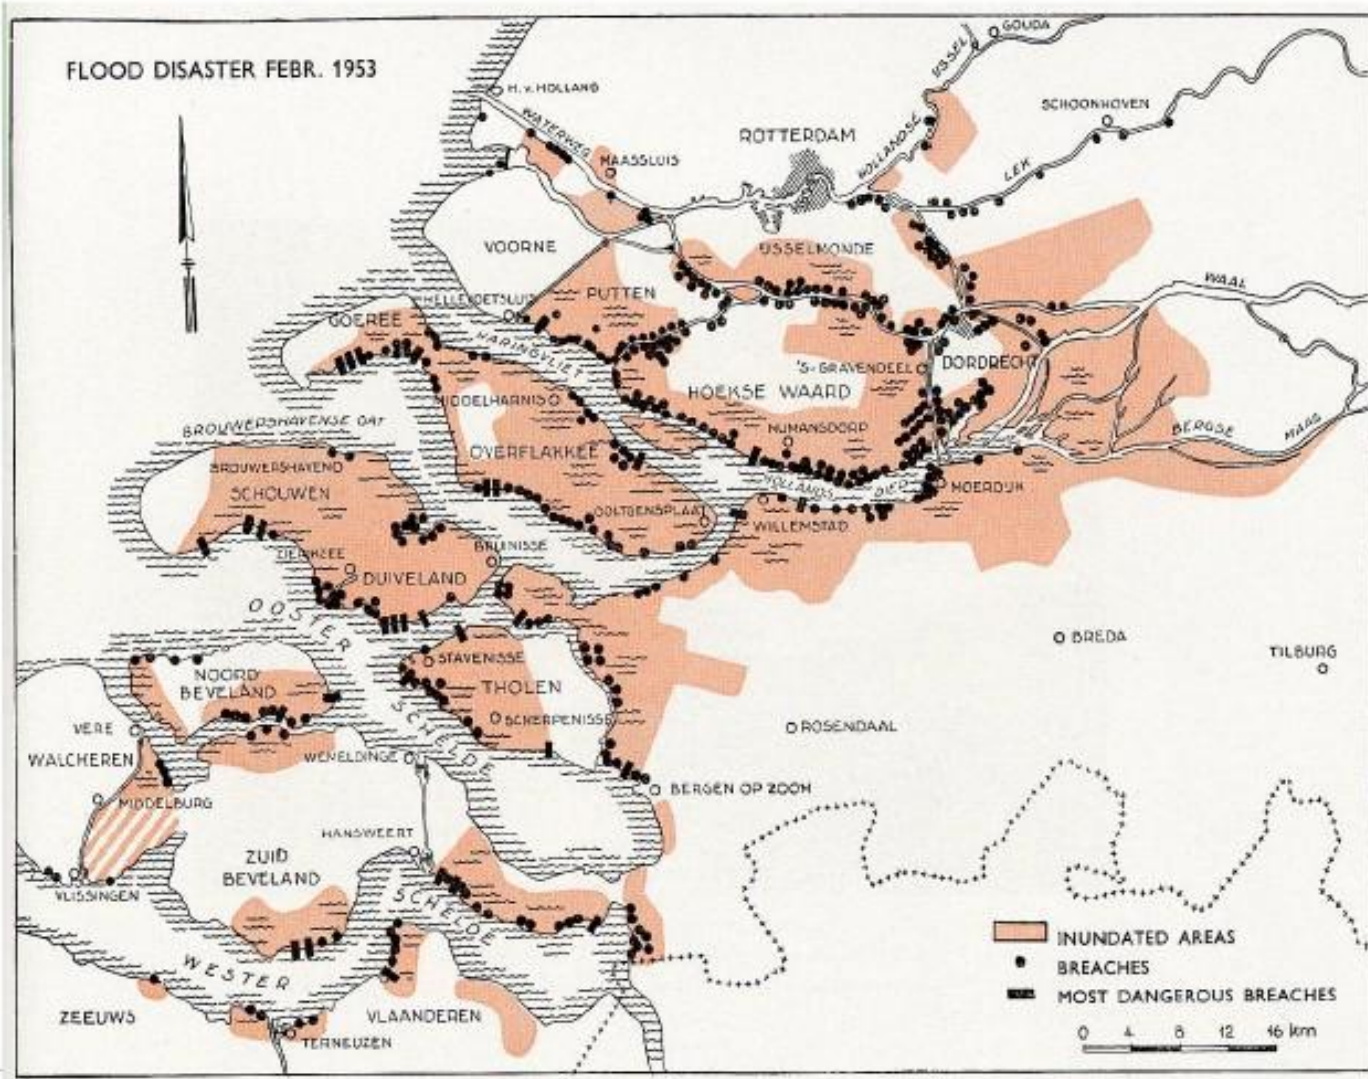 FLOOD DISASTER FEBR. 1953
GOUDA
IJSSEL
H. v. HOLLAND
SCHOONHOVEN
WATERWEG
ROTTERDAM
HOLLANDSE
MAASSLUIS
LEK
VOORNE
IJSSELMONDE
WAAL
HELLEVOETSLUIS
PUTTEN
GOEREE
HARINGVLIET
DORDRECHT
'S-GRAVENDEEL
HOEKSE WAARD
MIDDELHARNIS
BROUWERSHAVENSE GAT
NUMANSDORP
BERGSE
MAAS
OVERFLAKKEE
BROUWERSHAVEN
SCHOUWEN
HOLLANDS DIEP
MOERDIJK
OOLTGENSPLAAT
WILLEMSTAD
ZIERIKZEE
BRUINISSE
DUIVELAND
OOSTER
SCHELDE
BREDA
TILBURG
STAVENISSE
NOORD
BEVELAND
THOLEN
SCHERPENISSE
ROSENDAAL
VERE
WALCHEREN
WEMELDINGE
BERGEN OP ZOOM
MIDDELBURG
HANSWEERT
ZUID
BEVELAND
VLISSINGEN
SCHELDE
WESTER
INUNDATED AREAS
BREACHES
MOST DANGEROUS BREACHES
ZEEUWS
VLAANDEREN
TERNEUZEN
0 4 8 12 16 km